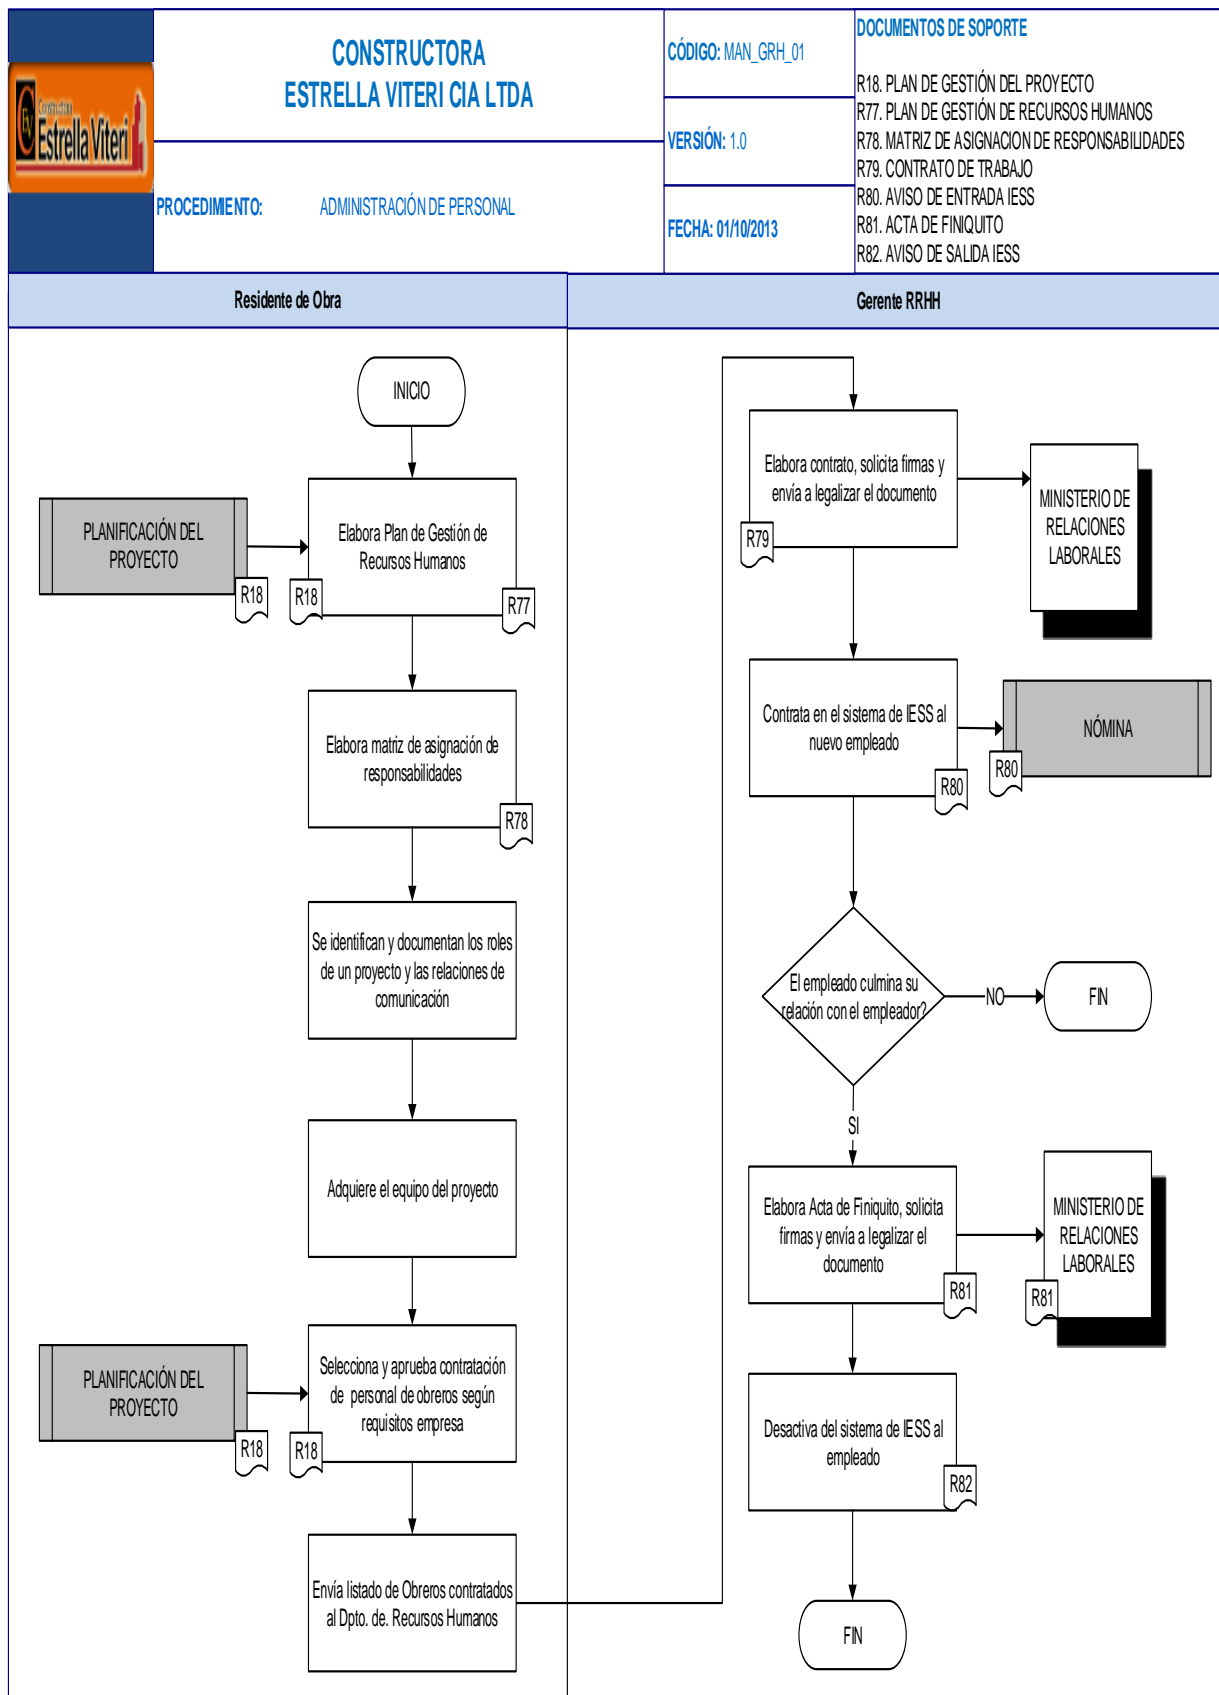 CONSTRUCTORA
ESTRELLA VITERI CIA LTDA
Constructora
Estrella Viteri
PROCEDIMIENTO: ADMINISTRACIÓN DE PERSONAL
CÓDIGO: MAN_GRH_01
VERSIÓN: 1.0
FECHA: 01/10/2013
DOCUMENTOS DE SOPORTE
R18. PLAN DE GESTIÓN DEL PROYECTO
R77. PLAN DE GESTIÓN DE RECURSOS HUMANOS
R78. MATRIZ DE ASIGNACION DE RESPONSABILIDADES
R79. CONTRATO DE TRABAJO
R80. AVISO DE ENTRADA IESS
R81. ACTA DE FINIQUITO
R82. AVISO DE SALIDA IESS
Residente de Obra
INICIO
PLANIFICACIÓN DEL
PROYECTO
R18
Elabora Plan de Gestión de
Recursos Humanos
R18
R77
Elabora matriz de asignación de
responsabilidades
R78
Se identifican y documentan los roles
de un proyecto y las relaciones de
comunicación
Adquiere el equipo del proyecto
PLANIFICACIÓN DEL
PROYECTO
R18
Selecciona y aprueba contratación
de personal de obreros según
requisitos empresa
R18
Envía listado de Obreros contratados
al Dpto. de. Recursos Humanos
Gerente RRHH
Elabora contrato, solicita firmas y
envía a legalizar el documento
R79
MINISTERIO DE
RELACIONES
LABORALES
Contrata en el sistema de IESS al
nuevo empleado
R80
NÓMINA
R80
El empleado culmina su
relación con el empleador?
NO
FIN
SI
Elabora Acta de Finiquito, solicita
firmas y envía a legalizar el
documento
R81
MINISTERIO DE
RELACIONES
LABORALES
R81
Desactiva del sistema de IESS al
empleado
R82
FIN